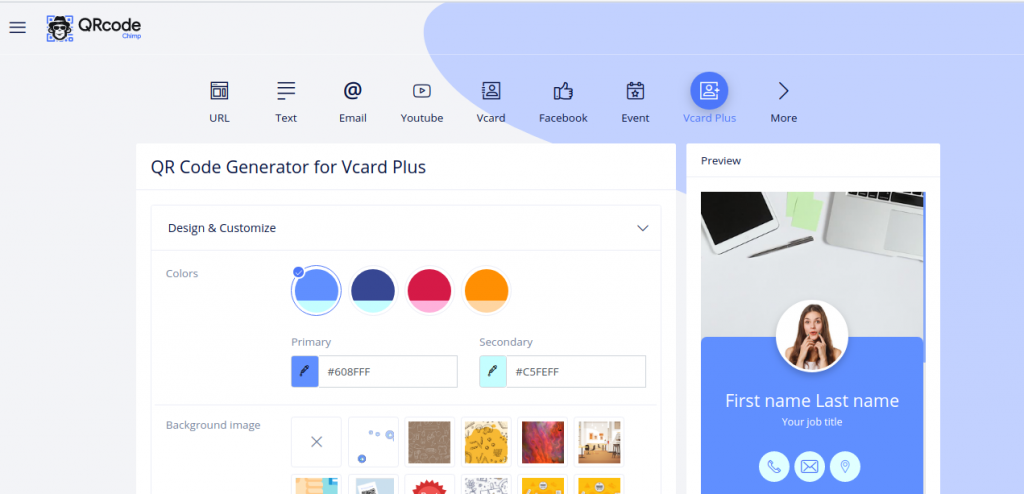 QRcode
Chimp
URL
Text
Email
Youtube
Vcard
Facebook
Event
Vcard Plus
More
QR Code Generator for Vcard Plus
Design & Customize
Colors
Primary
Secondary
#608FFF
#C5FEFF
Background image
Preview
First name Last name
Your job title